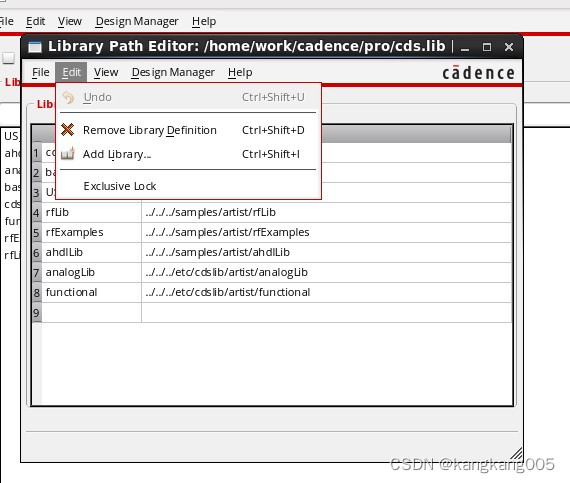 File Edit View Design Manager Help
Library Path Editor: /home/work/cadence/pro/cds.lib
File Edit View Design Manager Help cādence
Lib
Undo Ctrl+Shift+U
Remove Library Definition Ctrl+Shift+D
Add Library... Ctrl+Shift+I
Exclusive Lock
1
2 ba
3 US
4 rfLib ../../../samples/artist/rfLib
5 rfExamples ../../../samples/artist/rfExamples
6 ahdlLib ../../../samples/artist/ahdlLib
7 analogLib ../../../etc/cdslib/artist/analogLib
8 functional ../../../etc/cdslib/artist/functional
9
Lib
US_
ahd
ana
bas
cds
fun
rfE
rfLi
CSDN @kangkang005